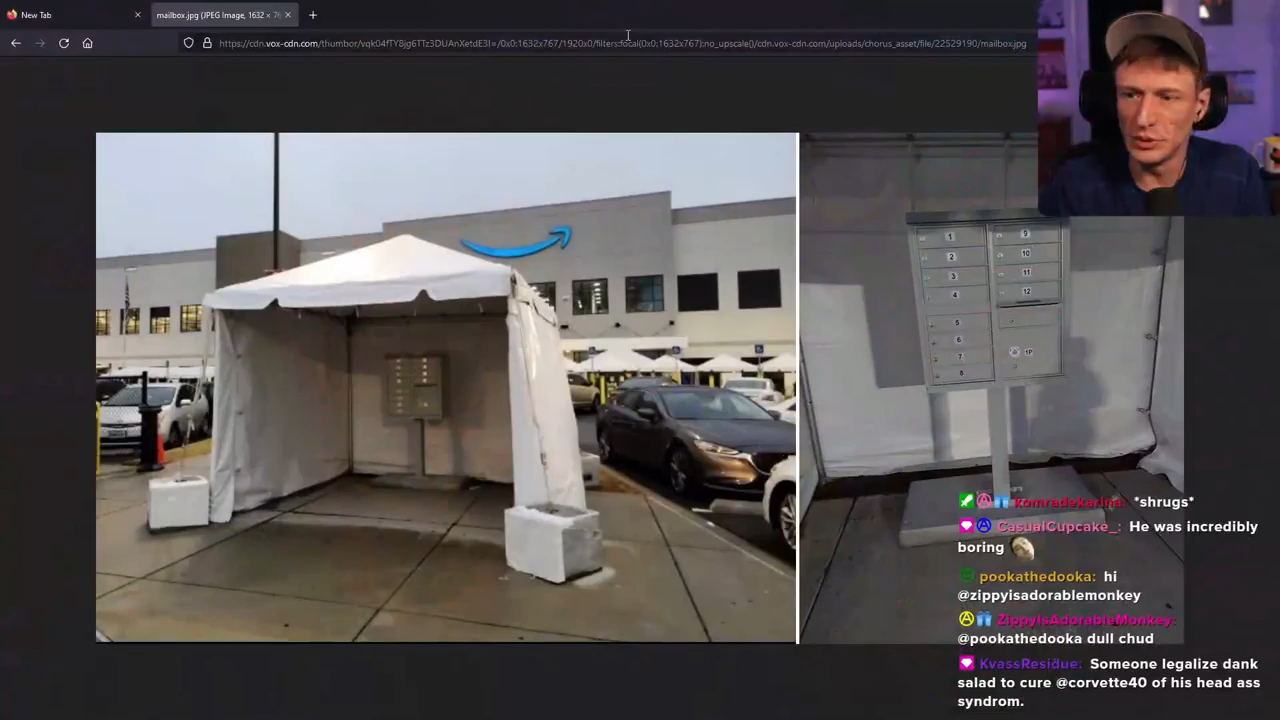 New Tab
mailbox.jpg (JPEG Image, 1632 × 76
https://cdn.vox-cdn.com/thumbor/vqk04fTY8jg6TTz3DUAnXetdE3I=/0x0:1632x767/1920x0/filters:focal(0x0:1632x767):no_upscale()/cdn.vox-cdn.com/uploads/chorus_asset/file/22529190/mailbox.jpg
1 9
2 10
3 11
4 12
5
6
7 1P
8
komradekarina: *shrugs*
CasualCupcake_: He was incredibly
boring
pookathedooka: hi
@zippyisadorablemonkey
ZippyIsAdorableMonkey:
@pookathedooka dull chud
KvassResidue: Someone legalize dank
salad to cure @corvette40 of his head ass
syndrom.